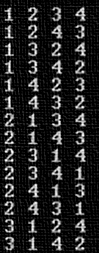 1 2 3 4
1 2 4 3
1 3 2 4
1 3 4 2
1 4 2 3
1 4 3 2
2 1 3 4
2 1 4 3
2 3 1 4
2 3 4 1
2 4 1 3
2 4 3 1
3 1 2 4
3 1 4 2